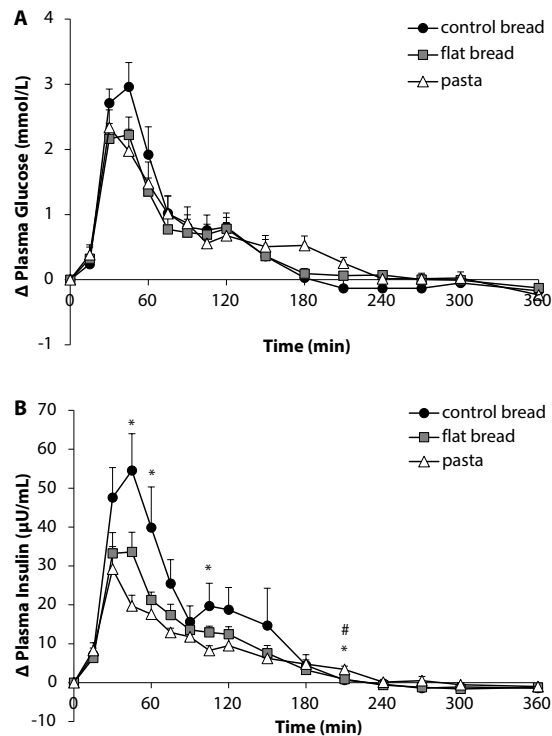 A
4
control bread
flat bread
3
pasta
2
1
0
0 60 120 180 240 300 360
-1
Δ Plasma Glucose (mmol/L)
Time (min)
B
70
control bread
60
*
flat bread
50
*
pasta
40
30
*
20
#
10
*
0
0 60 120 180 240 300 360
-10
Δ Plasma Insulin (µU/mL)
Time (min)